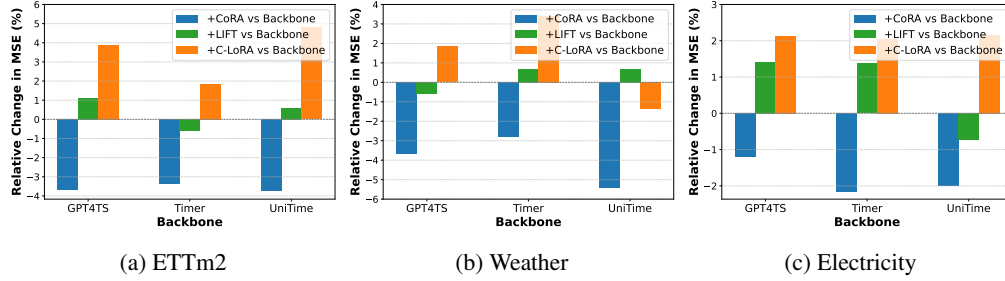 Relative Change in MSE (%)
6
5
4
3
2
1
0
−1
−2
−3
−4
+CoRA vs Backbone
+LIFT vs Backbone
+C-LoRA vs Backbone
GPT4TS Timer UniTime
Backbone
(a) ETTm2
Relative Change in MSE (%)
4
3
2
1
0
−1
−2
−3
−4
−5
−6
+CoRA vs Backbone
+LIFT vs Backbone
+C-LoRA vs Backbone
GPT4TS Timer UniTime
Backbone
(b) Weather
Relative Change in MSE (%)
3
2
1
0
−1
−2
+CoRA vs Backbone
+LIFT vs Backbone
+C-LoRA vs Backbone
GPT4TS Timer UniTime
Backbone
(c) Electricity